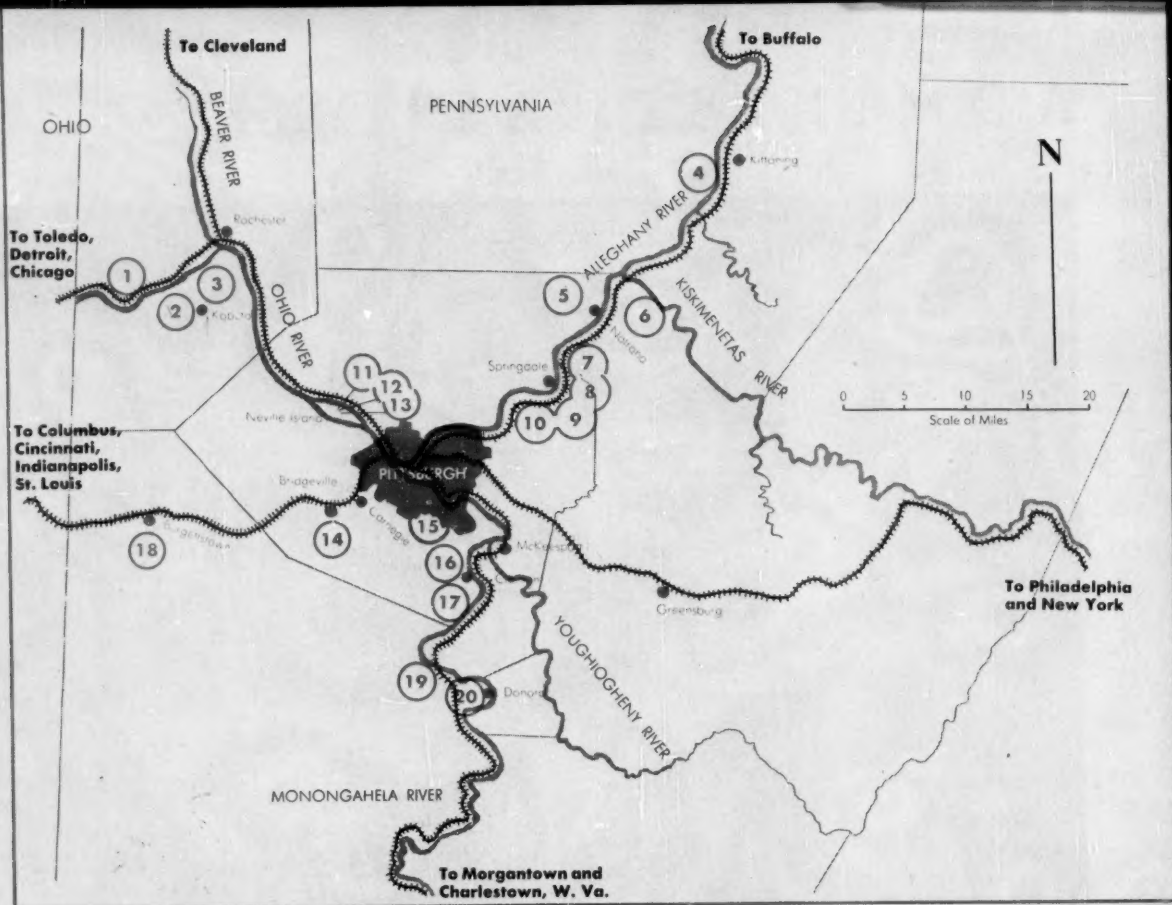 To Cleveland
To Buffalo
OHIO
BEAVER RIVER
PENNSYLVANIA
N
4
Kittaning
Rochester
To Toledo,
Detroit,
Chicago
1
2
3
OHIO RIVER
ALLEGHANY RIVER
5
Natrona
6
KISKIMENETAS
RIVER
11
12
13
Springdale
7
8
9
10
0
5
10
15
20
Scale of Miles
Neville Island
To Columbus,
Cincinnati,
Indianapolis,
St. Louis
PITTSBURGH
Bridgeville
Carnegie
14
15
18
McKeesport
16
17
Greensburg
To Philadelphia
and New York
YOUGHIOGHENY RIVER
19
20
Donora
MONONGAHELA RIVER
To Morgantown and
Charlestown, W. Va.